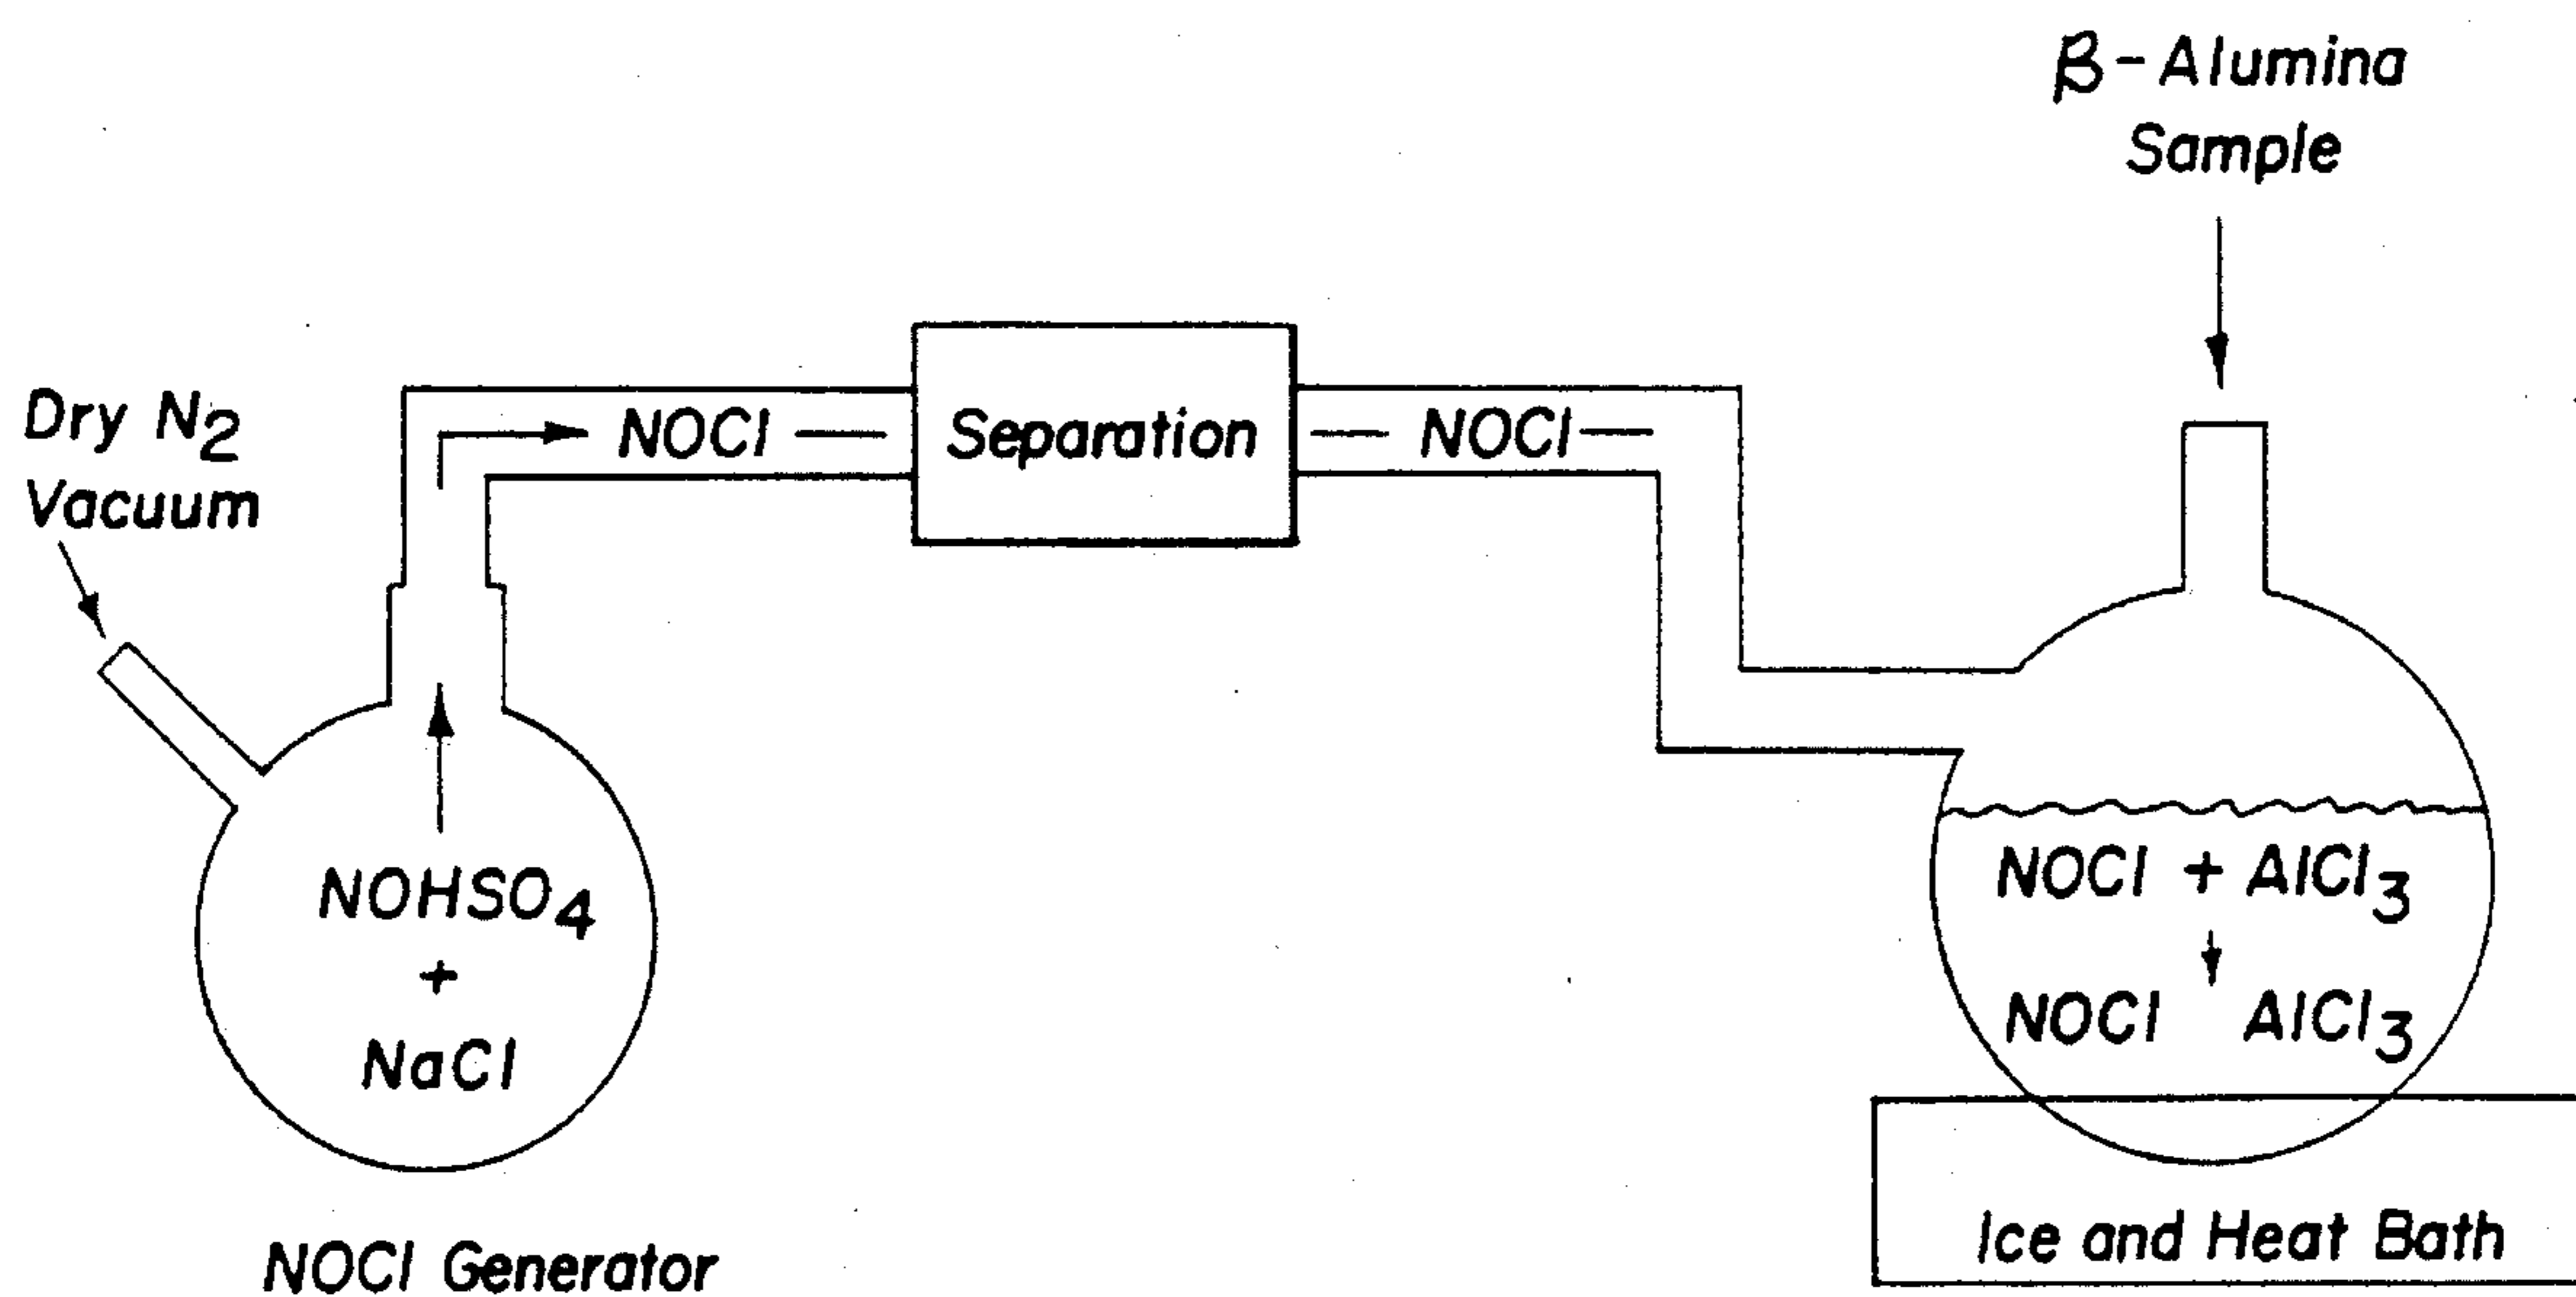 β-Alumina
Sample
Dry N₂
Vacuum
NOCl
Separation
NOCl
NOHSO₄
+
NaCl
NOCl + AlCl₃
NOCl AlCl₃
NOCl Generator
Ice and Heat Bath